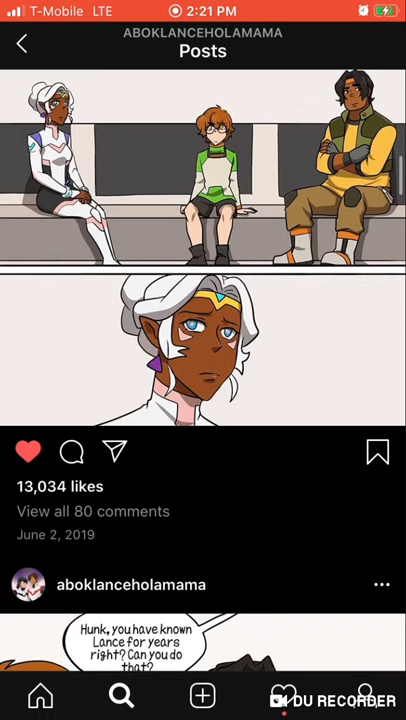 T-Mobile LTE 2:21 PM
ABOKLANCEHOLAMAMA
Posts
13,034 likes
View all 80 comments
June 2, 2019
aboklanceholamama
Hunk, you have known
Lance for years
right? Can you do
that?
DU RECORDER